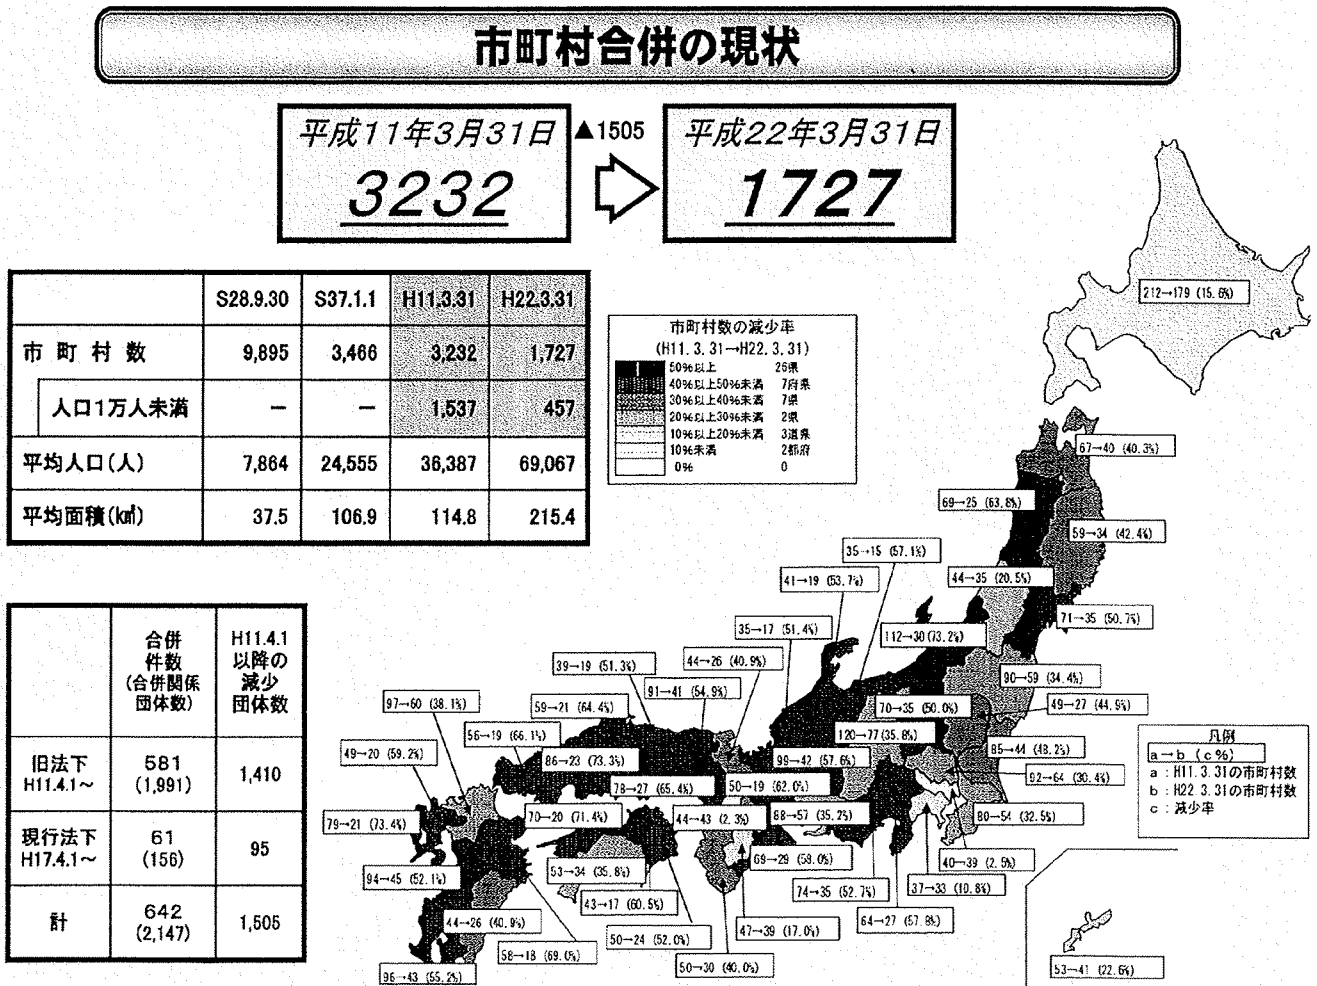 市町村合併の現状
平成11年3月31日
3232
▲1505
平成22年3月31日
1727
S28.9.30 S37.1.1 H11.3.31 H22.3.31
市町村数 9,895 3,466 3,232 1,727
人口1万人未満 － － 1,537 457
平均人口(人) 7,864 24,555 36,387 69,067
平均面積(k㎡) 37.5 106.9 114.8 215.4
市町村数の減少率
(H11.3.31→H22.3.31)
50%以上 26県
40%以上50%未満 7府県
30%以上40%未満 7県
20%以上30%未満 2県
10%以上20%未満 3道県
10%未満 2都府
0% 0
212→179 (15.6%)
67→40 (40.3%)
69→25 (63.8%)
59→34 (42.4%)
35→15 (57.1%)
41→19 (53.7%)
44→35 (20.5%)
71→35 (50.7%)
35→17 (51.4%)
112→30 (73.2%)
39→19 (51.3%)
44→26 (40.9%)
90→59 (34.4%)
91→41 (54.9%)
97→60 (38.1%)
59→21 (64.4%)
70→35 (50.0%)
49→27 (44.9%)
56→19 (66.1%)
120→77 (35.8%)
49→20 (59.2%)
86→23 (73.3%)
99→42 (57.6%)
85→44 (48.2%)
92→64 (30.4%)
78→27 (65.4%)
50→19 (62.0%)
79→21 (73.4%)
70→20 (71.4%)
44→43 (2.3%)
88→57 (35.2%)
80→54 (32.5%)
69→29 (58.0%)
40→39 (2.5%)
94→45 (52.1%)
53→34 (35.8%)
74→35 (52.7%)
37→33 (10.8%)
43→17 (60.5%)
44→26 (40.9%)
64→27 (57.8%)
47→39 (17.0%)
50→24 (52.0%)
58→18 (69.0%)
50→30 (40.0%)
96→43 (55.2%)
53→41 (22.6%)
凡例
a→b (c%)
a：H11.3.31の市町村数
b：H22.3.31の市町村数
c：減少率
合併
件数
(合併関係
団体数)
H11.4.1
以降の
減少
団体数
旧法下
H11.4.1～
581
(1,991)
1,410
現行法下
H17.4.1～
61
(156)
95
計
642
(2,147)
1,505